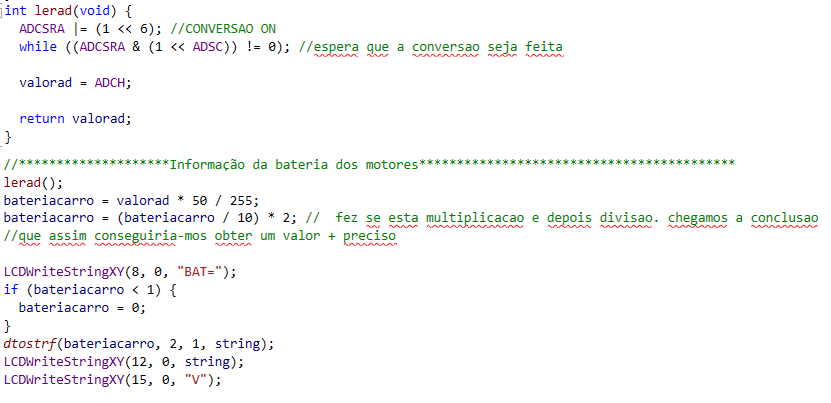 int lerad(void) {
ADCSRA |= (1 << 6); //CONVERSAO ON
while ((ADCSRA & (1 << ADSC)) != 0); //espera que a conversao seja feita
valorad = ADCH;
return valorad;
}
//********************Informação da bateria dos motores******************************************
lerad();
bateriacarro = valorad * 50 / 255;
bateriacarro = (bateriacarro / 10) * 2; //  fez se esta multiplicacao e depois divisao. chegamos a conclusao
//que assim conseguiria-mos obter um valor + preciso
LCDWriteStringXY(8, 0, "BAT=");
if (bateriacarro < 1) {
bateriacarro = 0;
}
dtostrf(bateriacarro, 2, 1, string);
LCDWriteStringXY(12, 0, string);
LCDWriteStringXY(15, 0, "V");